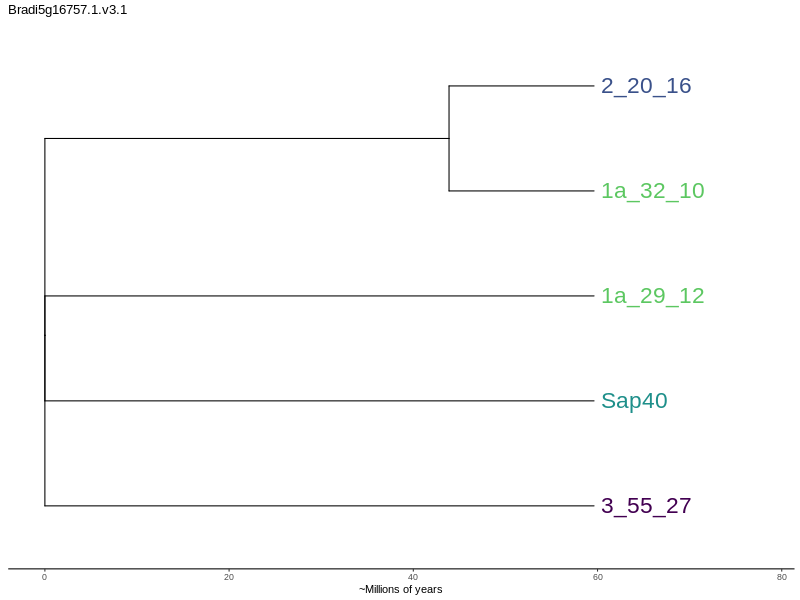 Bradi5g16757.1.v3.1
2_20_16
1a_32_10
1a_29_12
Sap40
3_55_27
0 20 40 60 80
~Millions of years